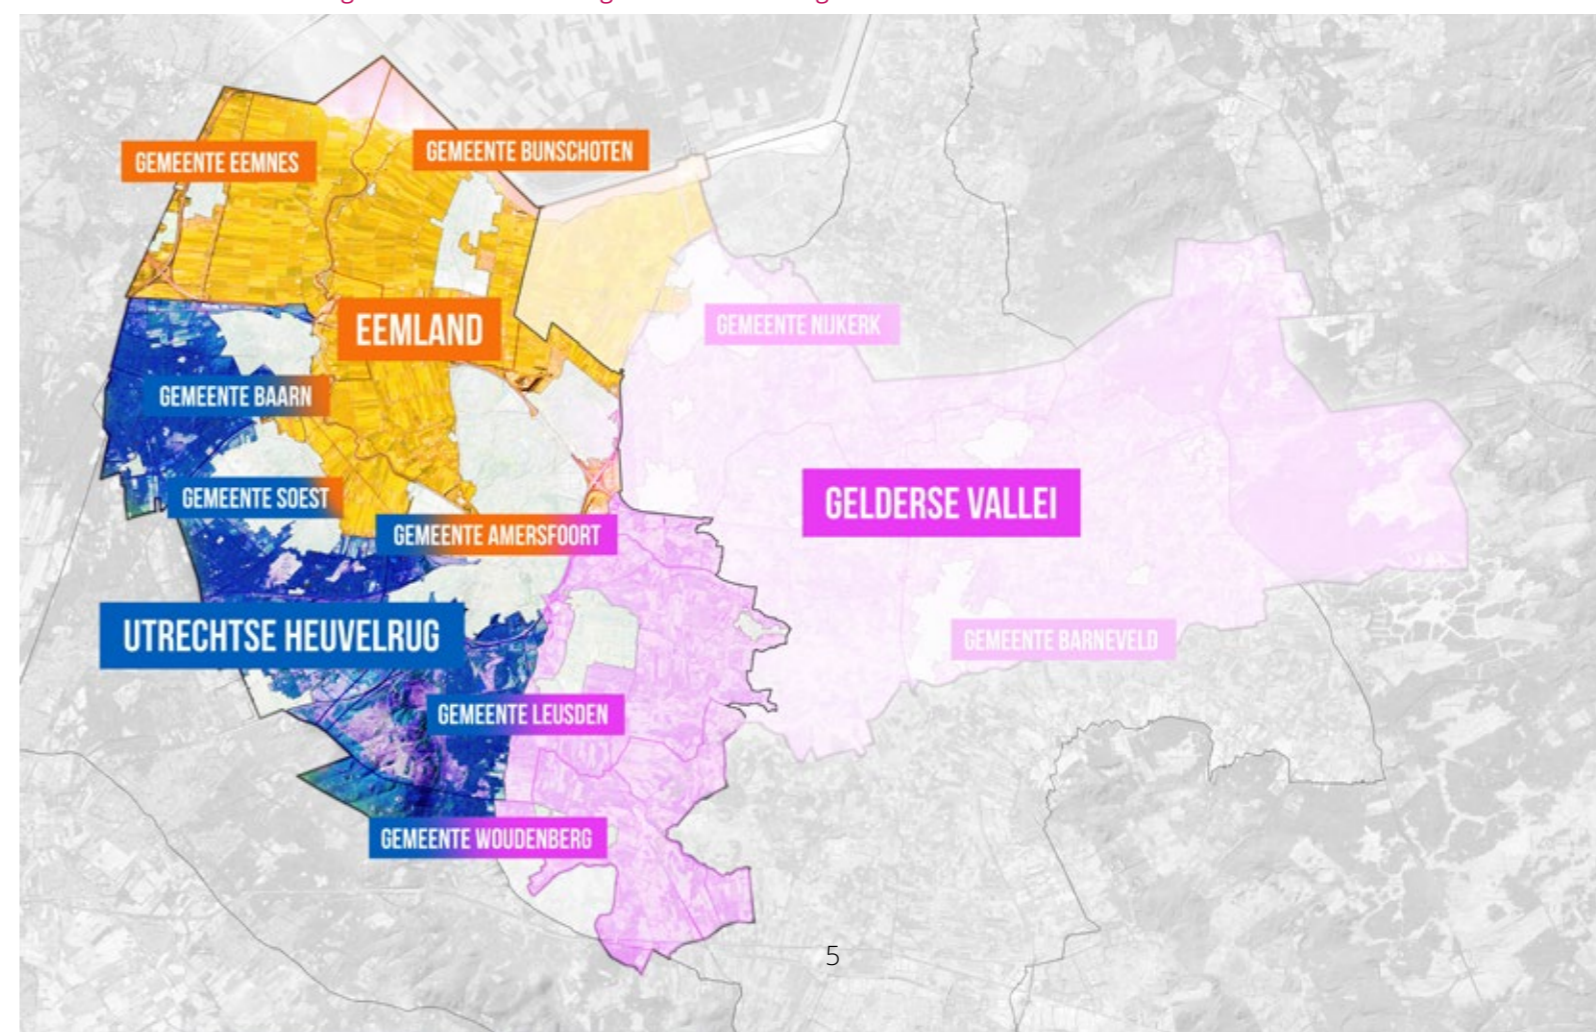 GEMEENTE BUNSCHOTEN
GEMEENTE EEMNES
GEMEENTE NIJKERK
EEMLAND
GEMEENTE BAARN
GEMEENTE SOEST
GELDERSE VALLEI
GEMEENTE AMERSFOORT
UTRECHTSE HEUVELRUG
GEMEENTE BARNEVELD
GEMEENTE LEUSDEN
GEMEENTE WOUDENBERG
5